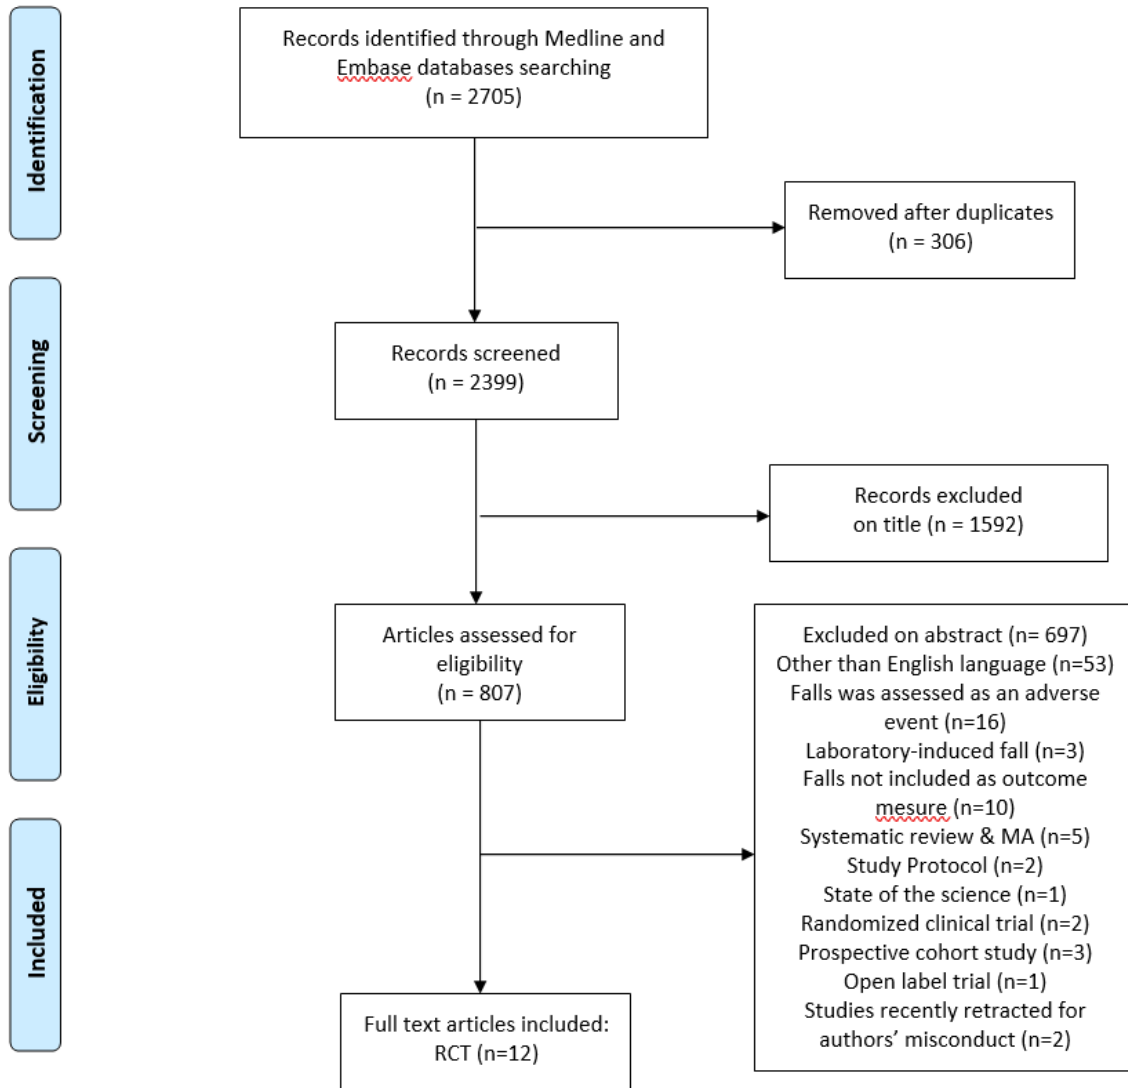 Identification
Records identified through Medline and
Embase databases searching
(n = 2705)
Removed after duplicates
(n = 306)
Screening
Records screened
(n = 2399)
Records excluded
on title (n = 1592)
Eligibility
Articles assessed for
eligibility
(n = 807)
Excluded on abstract (n= 697)
Other than English language (n=53)
Falls was assessed as an adverse
event (n=16)
Laboratory-induced fall (n=3)
Falls not included as outcome
mesure (n=10)
Systematic review & MA (n=5)
Study Protocol (n=2)
State of the science (n=1)
Randomized clinical trial (n=2)
Prospective cohort study (n=3)
Open label trial (n=1)
Studies recently retracted for
authors’ misconduct (n=2)
Included
Full text articles included:
RCT (n=12)